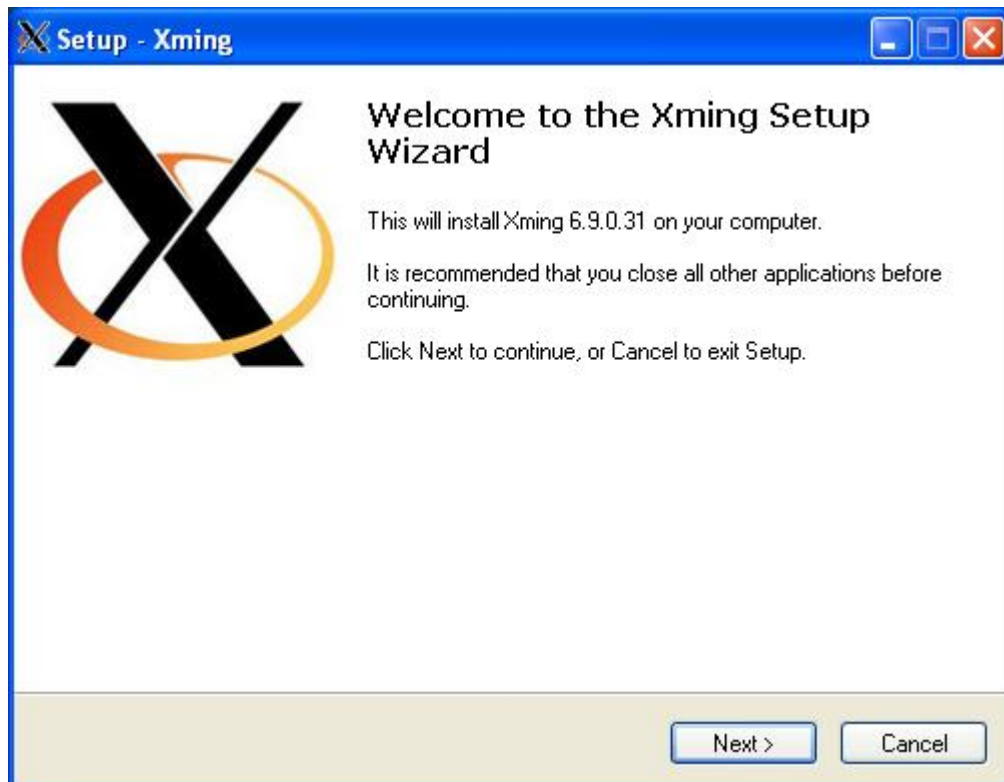 Setup - Xming
Welcome to the Xming Setup
Wizard
This will install Xming 6.9.0.31 on your computer.
It is recommended that you close all other applications before
continuing.
Click Next to continue, or Cancel to exit Setup.
Next >
Cancel